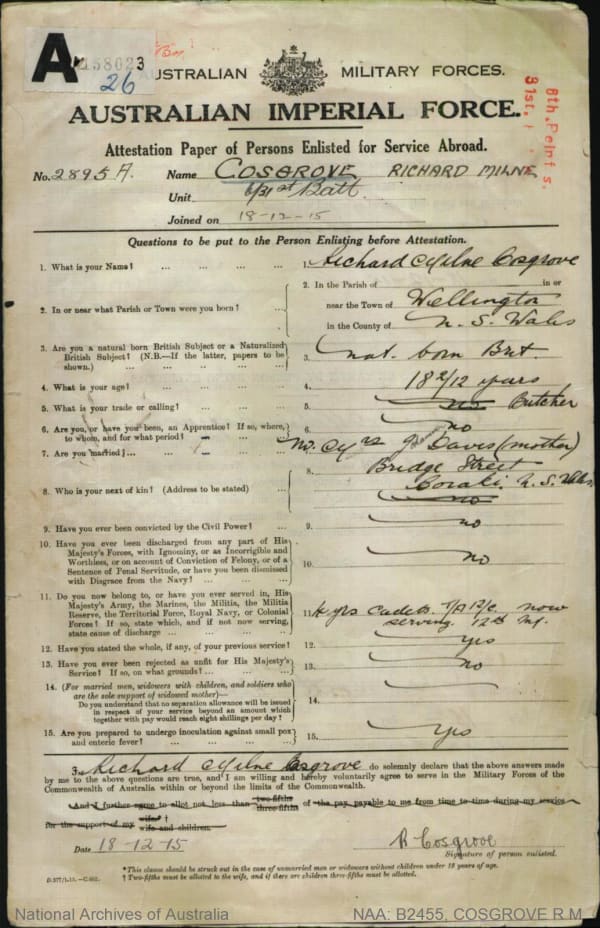 A 158023
26
AUSTRALIAN MILITARY FORCES.
AUSTRALIAN IMPERIAL FORCE.
8th. Reinf's.
31st.
Attestation Paper of Persons Enlisted for Service Abroad.
No. 2895A. Name COSGROVE, RICHARD MILNE
Unit 6/31st Batt.
Joined on 18-12-15
Questions to be put to the Person Enlisting before Attestation.
1. What is your Name? ... ... ... ... 1. Richard Milne Cosgrove
2. In or near what Parish or Town were you born? ... 2. In the Parish of in or
near the Town of Wellington
in the County of N. S. Wales
3. Are you a natural born British Subject or a Naturalized
British Subject? (N.B.—If the latter, papers to be
shown.) ... ... ... ... 3. nat. born Brit.
4. What is your age? ... ... ... ... 4. 18 2/12 years
5. What is your trade or calling? ... ... ... 5. no Butcher
6. Are you, or have you been, an Apprentice? If so, where,
to whom, and for what period? 6. no
7. Are you married? ... no. Mrs Davis (mother)
8. Who is your next of kin? (Address to be stated) ... 8. Bridge Street
Coraki N. S. Wales
no
9. Have you ever been convicted by the Civil Power? ... 9. no
10. Have you ever been discharged from any part of His
Majesty's Forces, with Ignominy, or as Incorrigible and
Worthless, or on account of Conviction of Felony, or of a
Sentence of Penal Servitude, or have you been dismissed
with Disgrace from the Navy? ... ... ... 10. no
11. Do you now belong to, or have you ever served in, His
Majesty's Army, the Marines, the Militia, the Militia
Reserve, the Territorial Force, Royal Navy, or Colonial
Forces? If so, state which, and if not now serving,
state cause of discharge ... ... ... 11. 4 yrs Cadets. now
serving. 12th Inf.
12. Have you stated the whole, if any, of your previous service? 12. yes
13. Have you ever been rejected as unfit for His Majesty's
Service? If so, on what grounds? ... ... 13. no
14. (For married men, widowers with children, and soldiers who
are the sole support of widowed mother)—
Do you understand that no separation allowance will be issued
in respect of your service beyond an amount which
together with pay would reach eight shillings per day? 14.
15. Are you prepared to undergo inoculation against small pox
and enteric fever? ... ... ... ... 15. Yes
I, Richard Milne Cosgrove do solemnly declare that the above answers made
by me to the above questions are true, and I am willing and hereby voluntarily agree to serve in the Military Forces of the
Commonwealth of Australia within or beyond the limits of the Commonwealth.
*And I further agree to allot not less than two-fifths three-fifths of the pay payable to me from time to time during my service
for the support of my wife† wife and children.
Date 18-12-15 R Cosgrove
Signature of person enlisted.
* This clause should be struck out in the case of unmarried men or widowers without children under 18 years of age.
† Two-fifths must be allotted to the wife, and if there are children three-fifths must be allotted.
National Archives of Australia NAA: B2455, COSGROVE R M